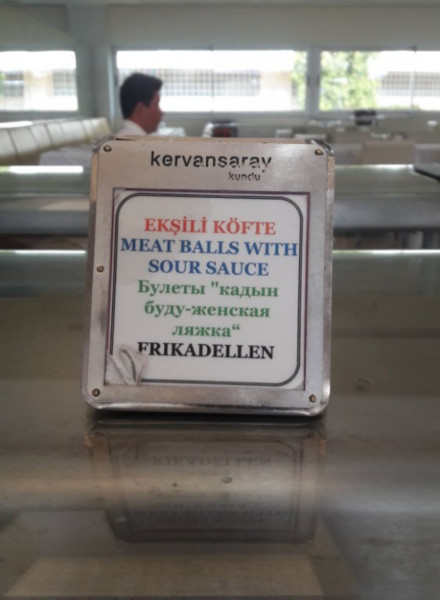 kervansaray
kundu
EKŞİLİ KÖFTE
MEAT BALLS WITH
SOUR SAUCE
Булеты "кадын
буду-женская
ляжка“
FRIKADELLEN